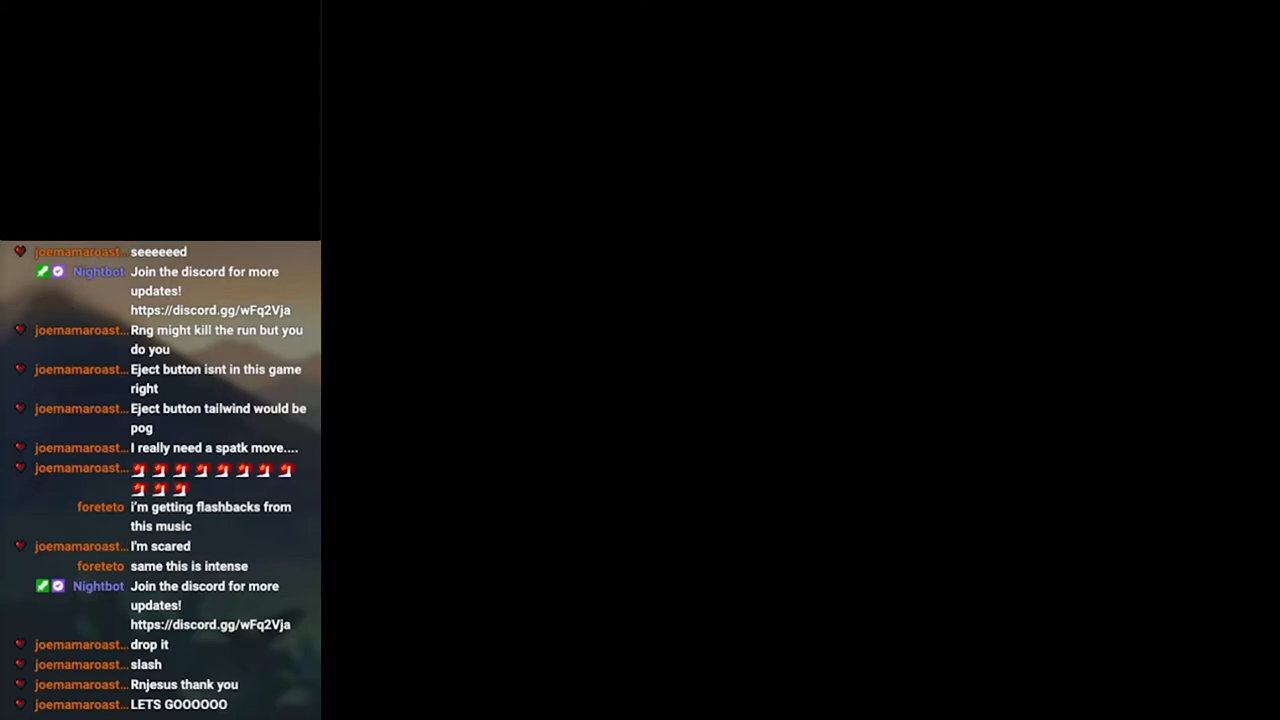 joemamaroast... seeeeeed
Nightbot Join the discord for more
updates!
https://discord.gg/wFq2Vja
joemamaroast... Rng might kill the run but you
do you
joemamaroast... Eject button isnt in this game
right
joemamaroast... Eject button tailwind would be
pog
joemamaroast... I really need a spatk move....
joemamaroast...
foreteto i'm getting flashbacks from
this music
joemamaroast... I'm scared
foreteto same this is intense
Nightbot Join the discord for more
updates!
https://discord.gg/wFq2Vja
joemamaroast... drop it
joemamaroast... slash
joemamaroast... Rnjesus thank you
joemamaroast... LETS GOOOOOO